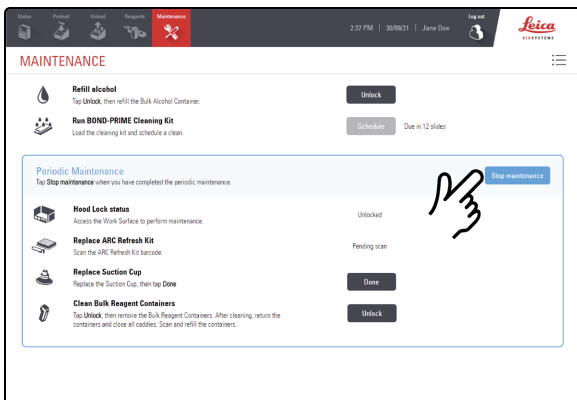 Status Preload Unload Reagents Maintenance
2:27 PM | 30/09/21 | Jane Doe
Log out
Leica
BIOSYSTEMS
MAINTENANCE
Refill alcohol
Tap Unlock, then refill the Bulk Alcohol Container.
Unlock
Run BOND-PRIME Cleaning Kit
Load the cleaning kit and schedule a clean.
Schedule
Due in 12 slides
Periodic Maintenance
Tap Stop maintenance when you have completed the periodic maintenance.
Stop maintenance
Hood Lock status
Access the Work Surface to perform maintenance.
Unlocked
Replace ARC Refresh Kit
Scan the ARC Refresh Kit barcode.
Pending scan
Replace Suction Cup
Replace the Suction Cup, then tap Done
Done
Clean Bulk Reagent Containers
Tap Unlock, then remove the Bulk Reagent Containers. After cleaning, return the
containers and close all caddies. Scan and refill the containers.
Unlock